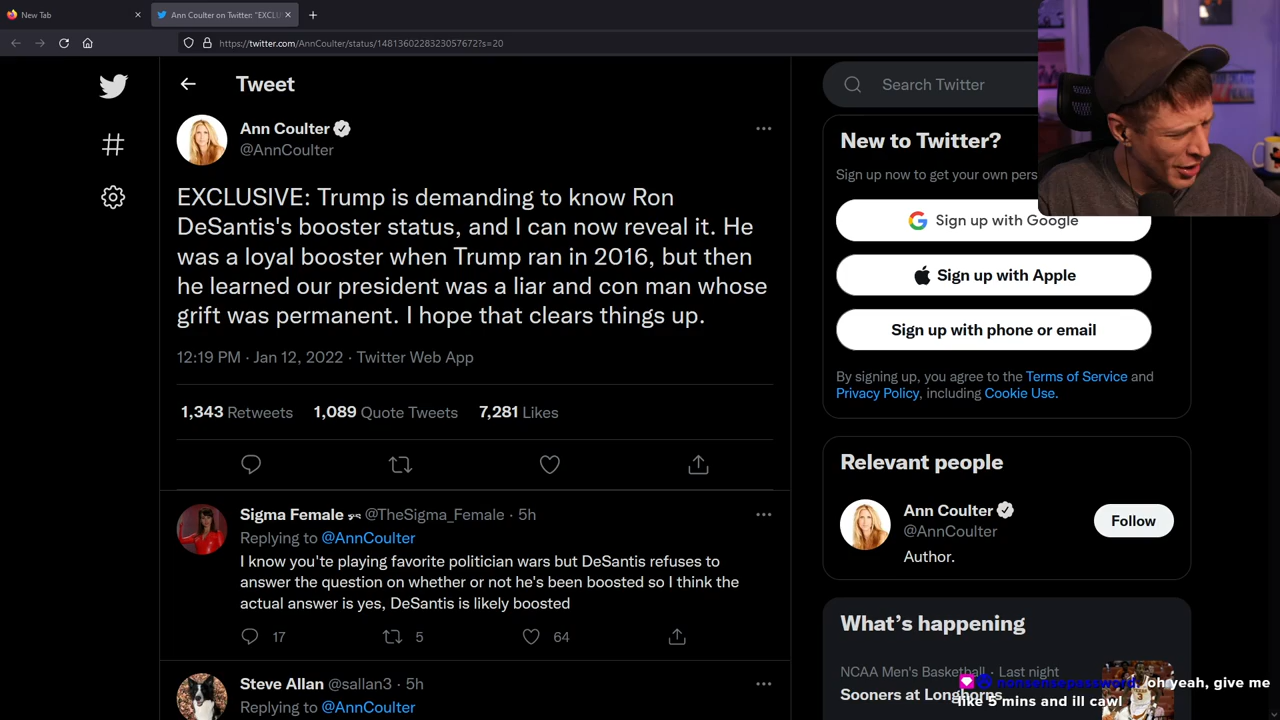 New Tab
Ann Coulter on Twitter: "EXCLU
https://twitter.com/AnnCoulter/status/1481360228323057672?s=20
Tweet
Search Twitter
Ann Coulter
@AnnCoulter
EXCLUSIVE: Trump is demanding to know Ron
DeSantis's booster status, and I can now reveal it. He
was a loyal booster when Trump ran in 2016, but then
he learned our president was a liar and con man whose
grift was permanent. I hope that clears things up.
12:19 PM · Jan 12, 2022 · Twitter Web App
1,343 Retweets 1,089 Quote Tweets 7,281 Likes
Sigma Female @TheSigma_Female · 5h
Replying to @AnnCoulter
I know you'te playing favorite politician wars but DeSantis refuses to
answer the question on whether or not he's been boosted so I think the
actual answer is yes, DeSantis is likely boosted
17 5 64
Steve Allan @sallan3 · 5h
Replying to @AnnCoulter
New to Twitter?
Sign up now to get your own pers
Sign up with Google
Sign up with Apple
Sign up with phone or email
By signing up, you agree to the Terms of Service and
Privacy Policy, including Cookie Use.
Relevant people
Ann Coulter
@AnnCoulter
Follow
Author.
What's happening
NCAA Men's Basketball · Last night
Sooners at Longhorns
oh yeah, give me
like 5 mins and ill cawl